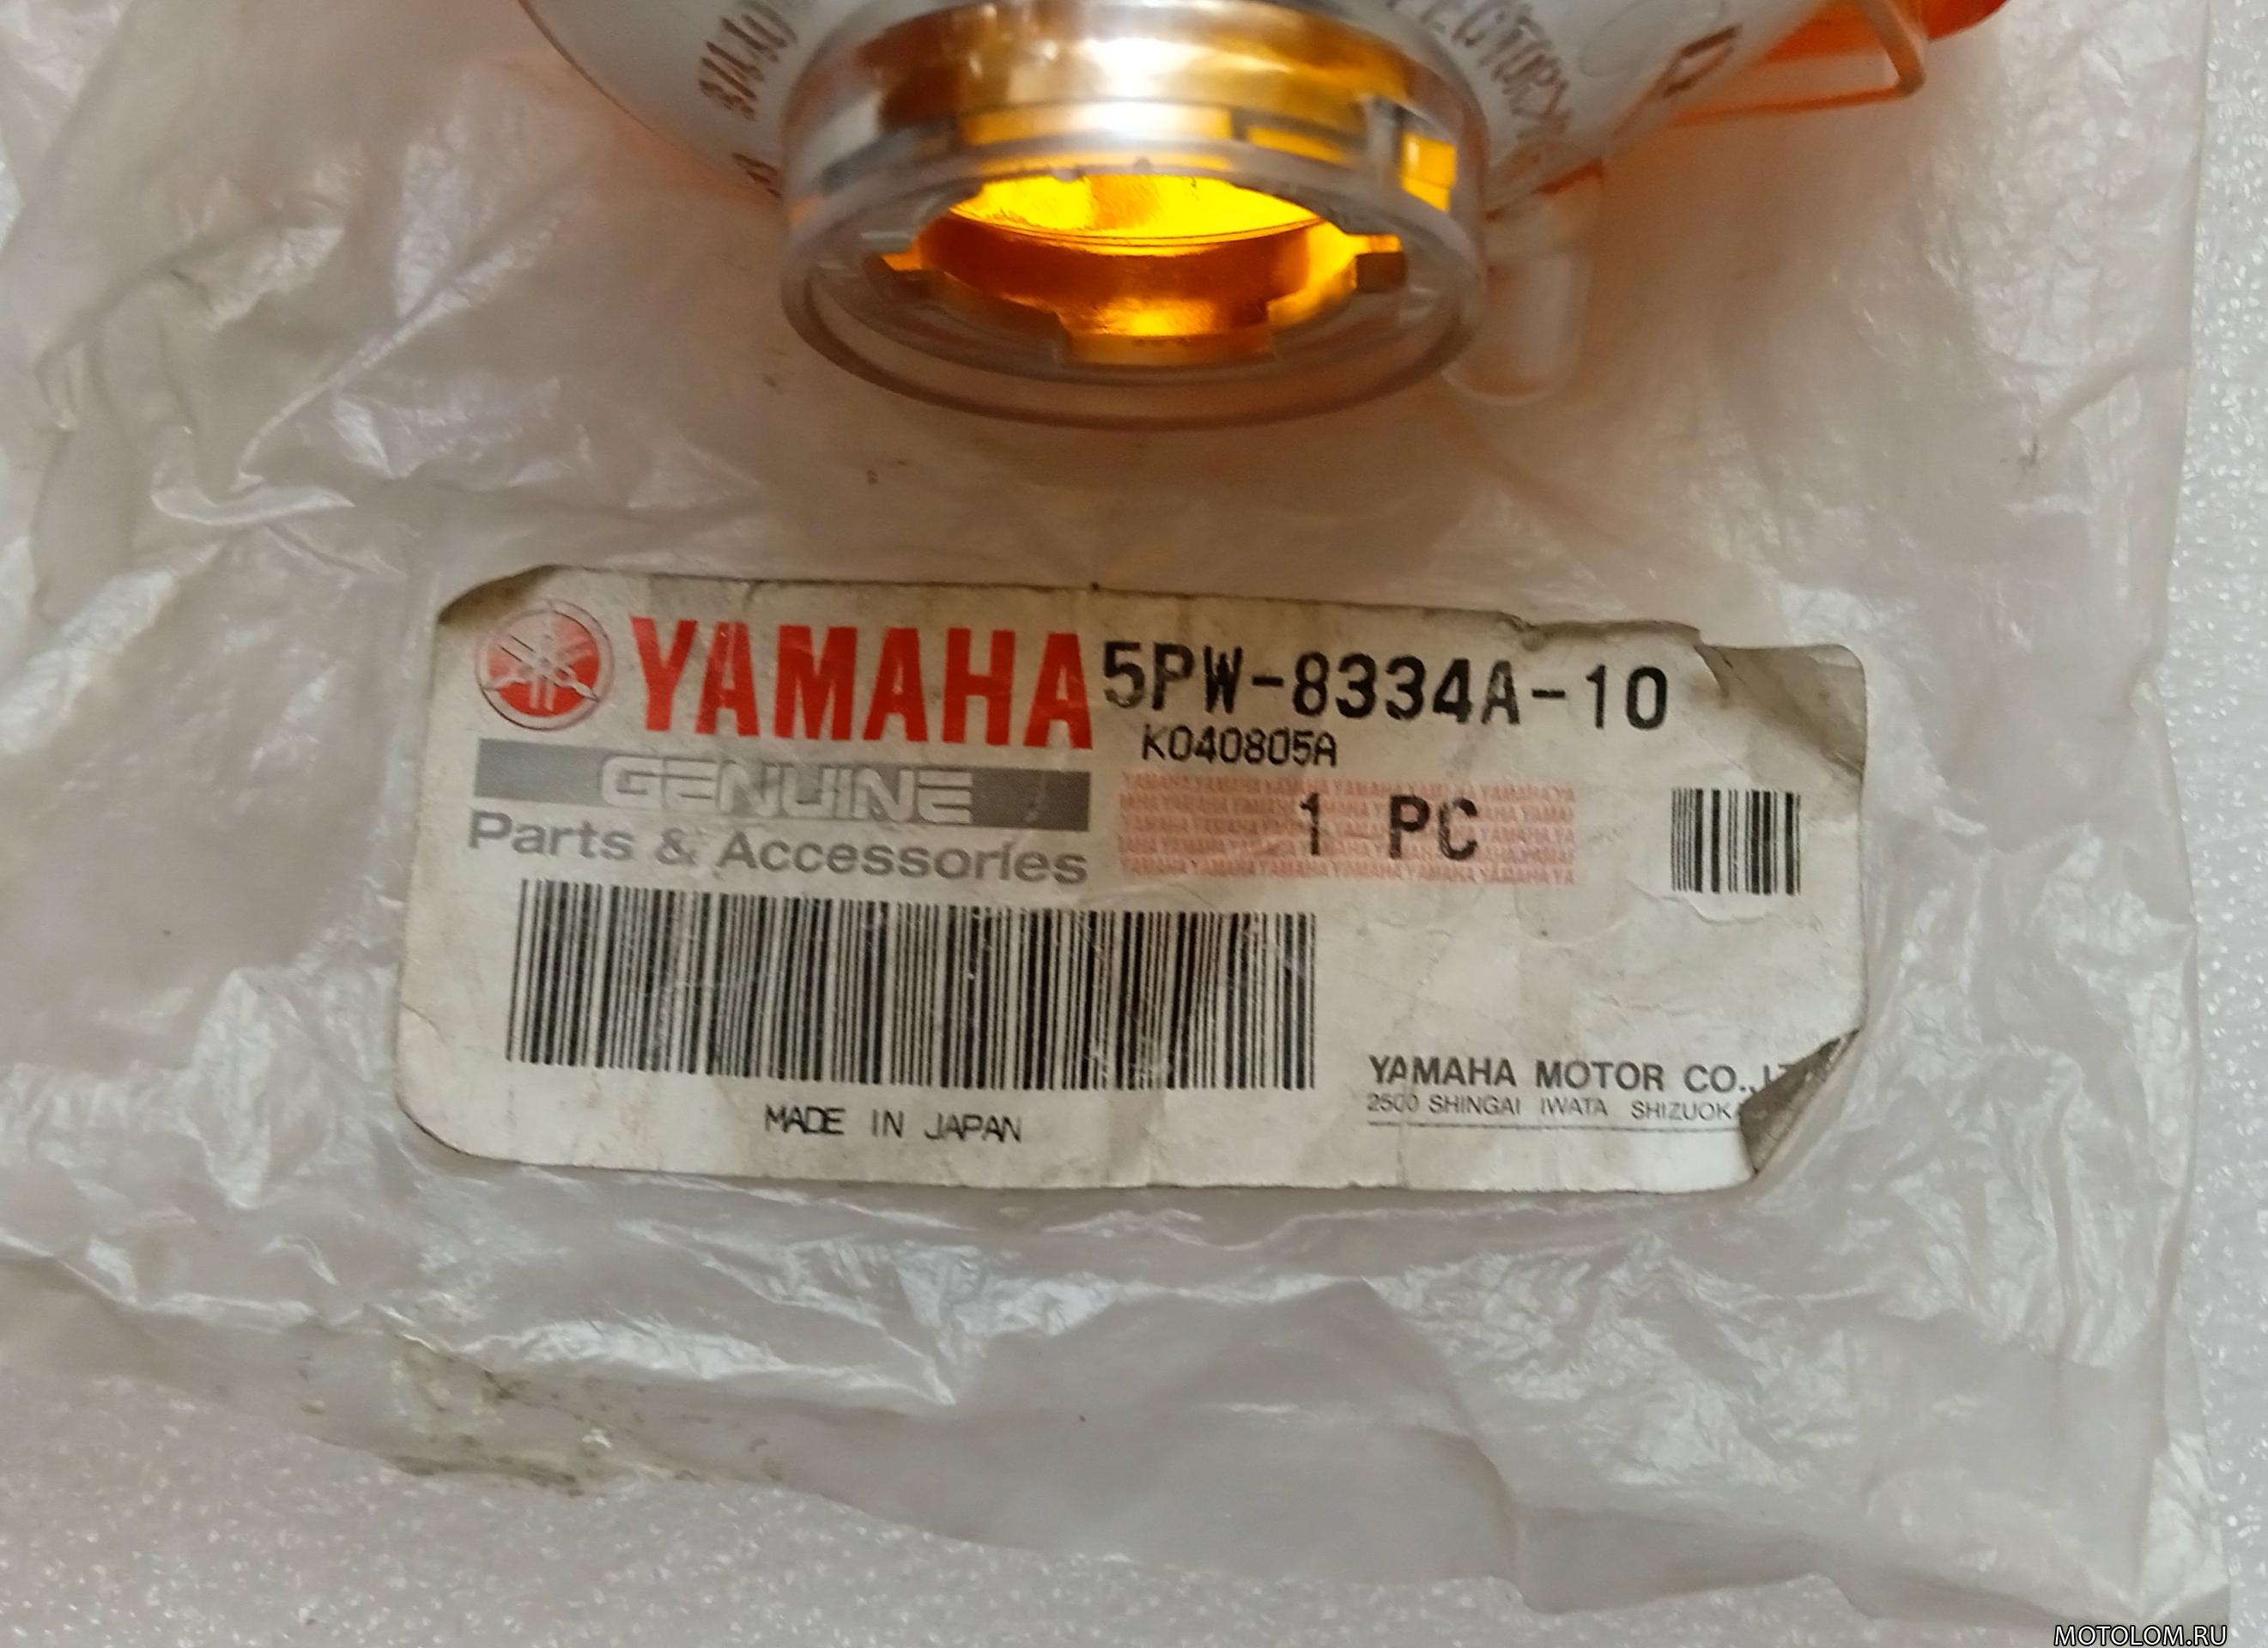 YAMAHA
5PW-8334A-10
K040805A
GENUINE
Parts & Accessories
1 PC
MADE IN JAPAN
YAMAHA MOTOR CO.,
2500 SHINGAI IWATA SHIZUOKA
MOTOLOM.RU